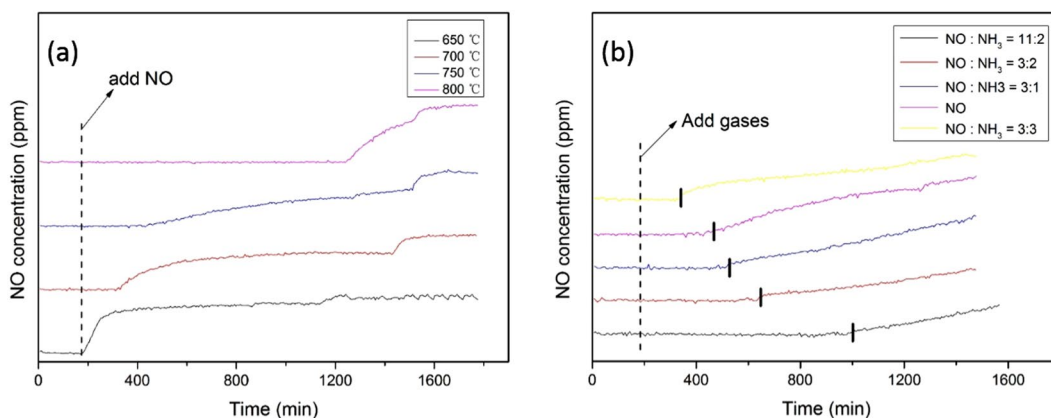 (a)
add NO
650 ℃
700 ℃
750 ℃
800 ℃
NO concentration (ppm)
0 400 800 1200 1600
Time (min)
(b)
Add gases
NO : NH₃ = 11:2
NO : NH₃ = 3:2
NO : NH3 = 3:1
NO
NO : NH₃ = 3:3
NO concentration (ppm)
0 400 800 1200 1600
Time (min)